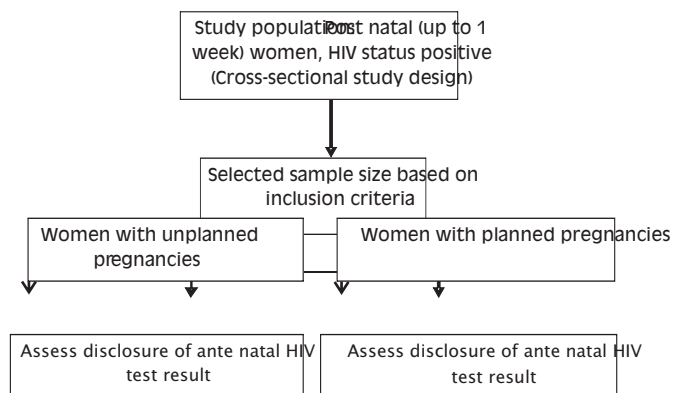 Study population: Post natal (up to 1
week) women, HIV status positive
(Cross-sectional study design)
Selected sample size based on
inclusion criteria
Women with unplanned
pregnancies
Women with planned pregnancies
Assess disclosure of ante natal HIV
test result
Assess disclosure of ante natal HIV
test result